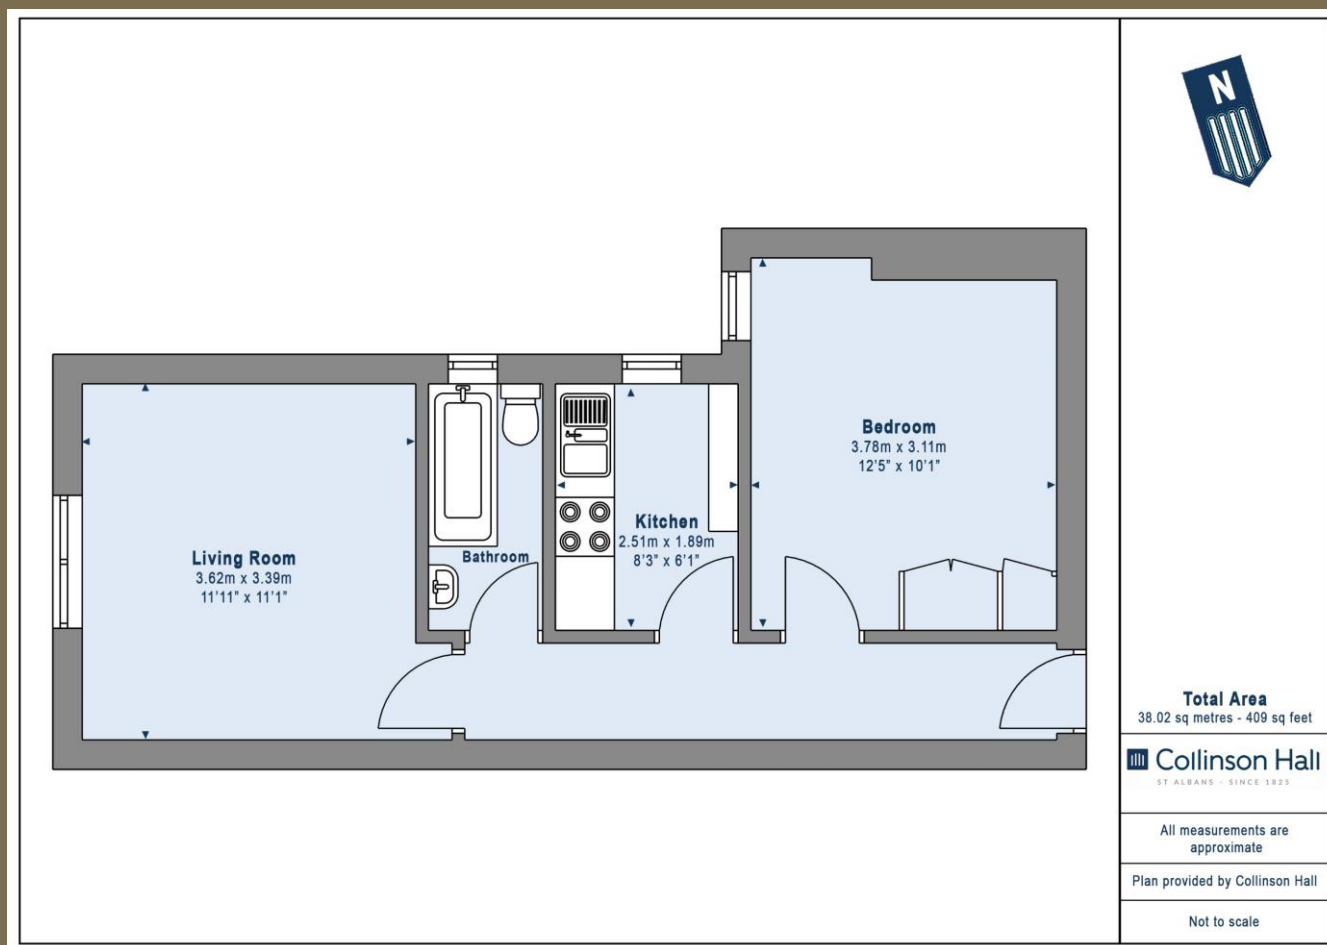 N
Living Room
3.62m x 3.39m
11'11" x 11'1"
Bathroom
Kitchen
2.51m x 1.89m
8'3" x 6'1"
Bedroom
3.78m x 3.11m
12'5" x 10'1"
Total Area
38.02 sq metres - 409 sq feet
Collinson Hall
ST ALBANS - SINCE 1825
All measurements are
approximate
Plan provided by Collinson Hall
Not to scale